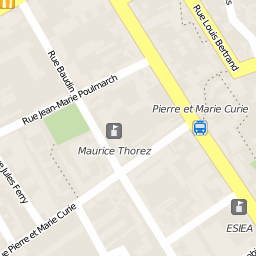 Rue Louis Bertrand
Rue Baudin
Rue Jean-Marie Poulmarch
Pierre et Marie Curie
Maurice Thorez
Rue Jules Ferry
Rue Pierre et Marie Curie
ESIEA